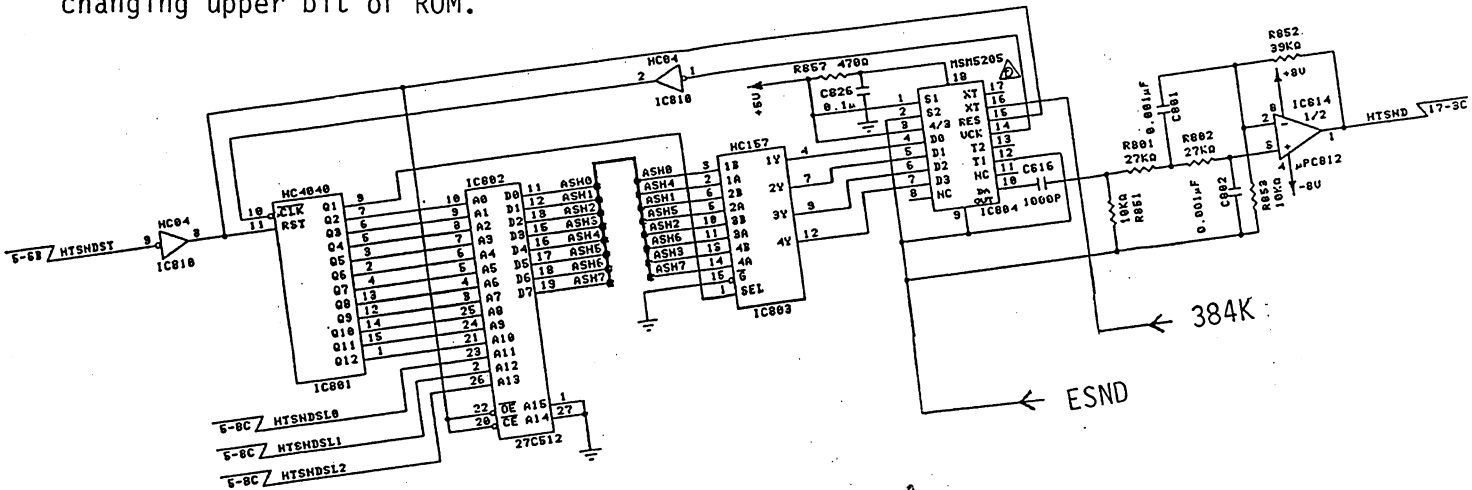 changing upper bit of ROM.
HC04
2
1
IC810
R857 470Ω
+5V
C826
0.1μ
MSM5205
18
D
1 S1
2 S2
3 4/3
4 D0
5 D1
6 D2
7 D3
8 NC
XT 17
XT 16
RES 15
VCK 14
T2 13
T1 12
NC 11
DA OUT 10
9
IC804
C616
1000P
R801
27KΩ
0.001μF
C801
R802
27KΩ
R852
39KΩ
+8V
IC814
1/2
8
2
1
4
μPC812
-8V
HTSHD
17-3C
10KΩ
R851
0.001μF
C802
R853
10KΩ
HC157
3 1B
2 1A
6 2B
5 2A
10 3B
11 3A
13 4B
14 4A
15 G
1 SEL
1Y 4
2Y 7
3Y 9
4Y 12
IC803
ASH0
ASH4
ASH1
ASH5
ASH2
ASH6
ASH3
ASH7
IC802
10 A0
9 A1
8 A2
7 A3
6 A4
5 A5
4 A6
A7
25 A8
24 A9
21 A10
23 A11
2 A12
26 A13
22 OE
20 CE
A15 1
A14 27
27C512
D0 11 ASH0
D1 12 ASH1
D2 13 ASH2
D3 15 ASH3
D4 16 ASH4
D5 17 ASH5
D6 18 ASH6
D7 19 ASH7
HC4040
10 CLK
11 RST
Q1 9
Q2 7
Q3 6
Q4 5
Q5 3
Q6 2
Q7 4
Q8 13
Q9 12
Q10 14
Q11 15
Q12 1
IC801
HC04
9
8
IC810
HTSHDST
HTSHDSL0
HTSHDSL1
HTSHDSL2
5-8C
5-8C
5-8C
384K
ESND